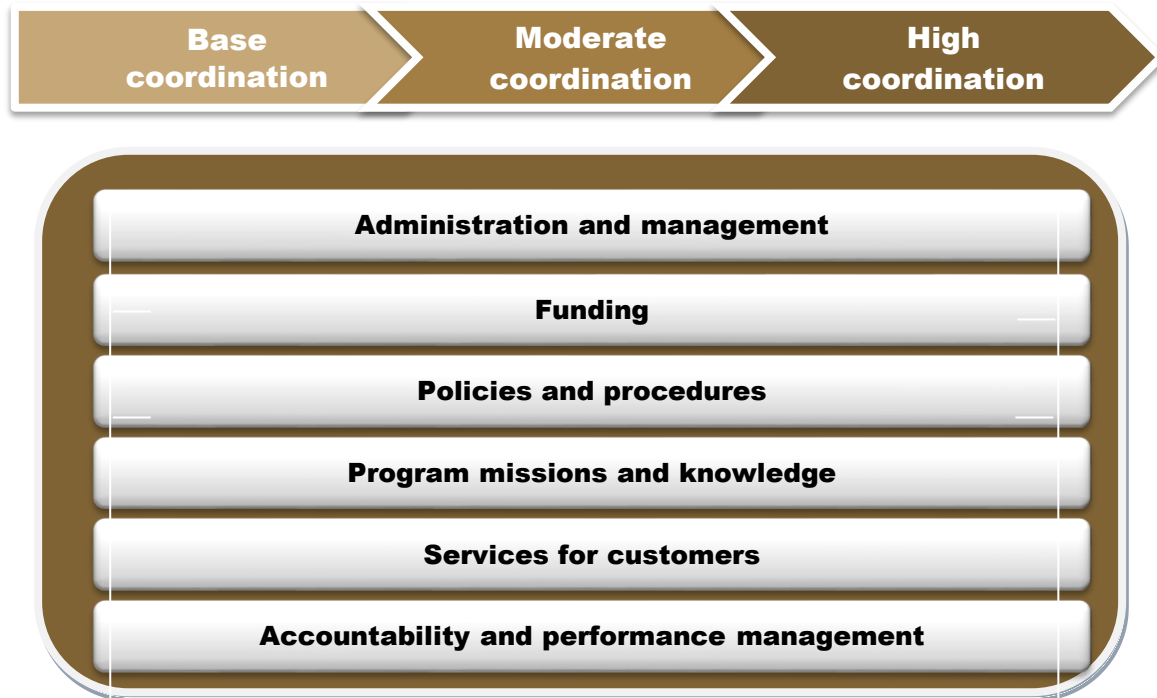 Base
coordination
Moderate
coordination
High
coordination
Administration and management
Funding
Policies and procedures
Program missions and knowledge
Services for customers
Accountability and performance management